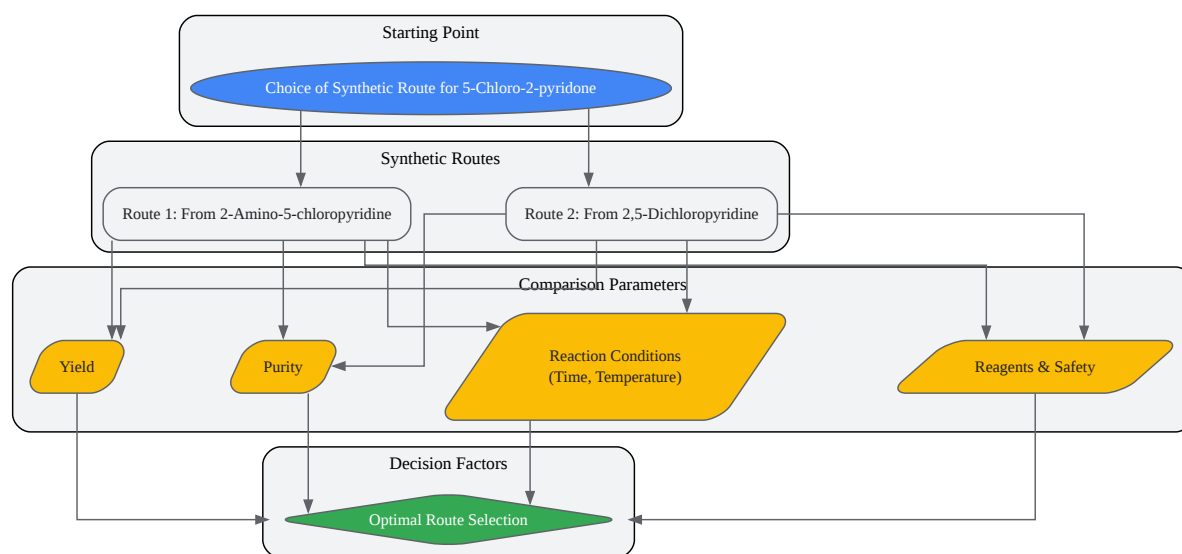 Starting Point
Choice of Synthetic Route for 5-Chloro-2-pyridone
Synthetic Routes
Route 1: From 2-Amino-5-chloropyridine
Route 2: From 2,5-Dichloropyridine
Comparison Parameters
Yield
Purity
Reaction Conditions
(Time, Temperature)
Reagents & Safety
Decision Factors
Optimal Route Selection